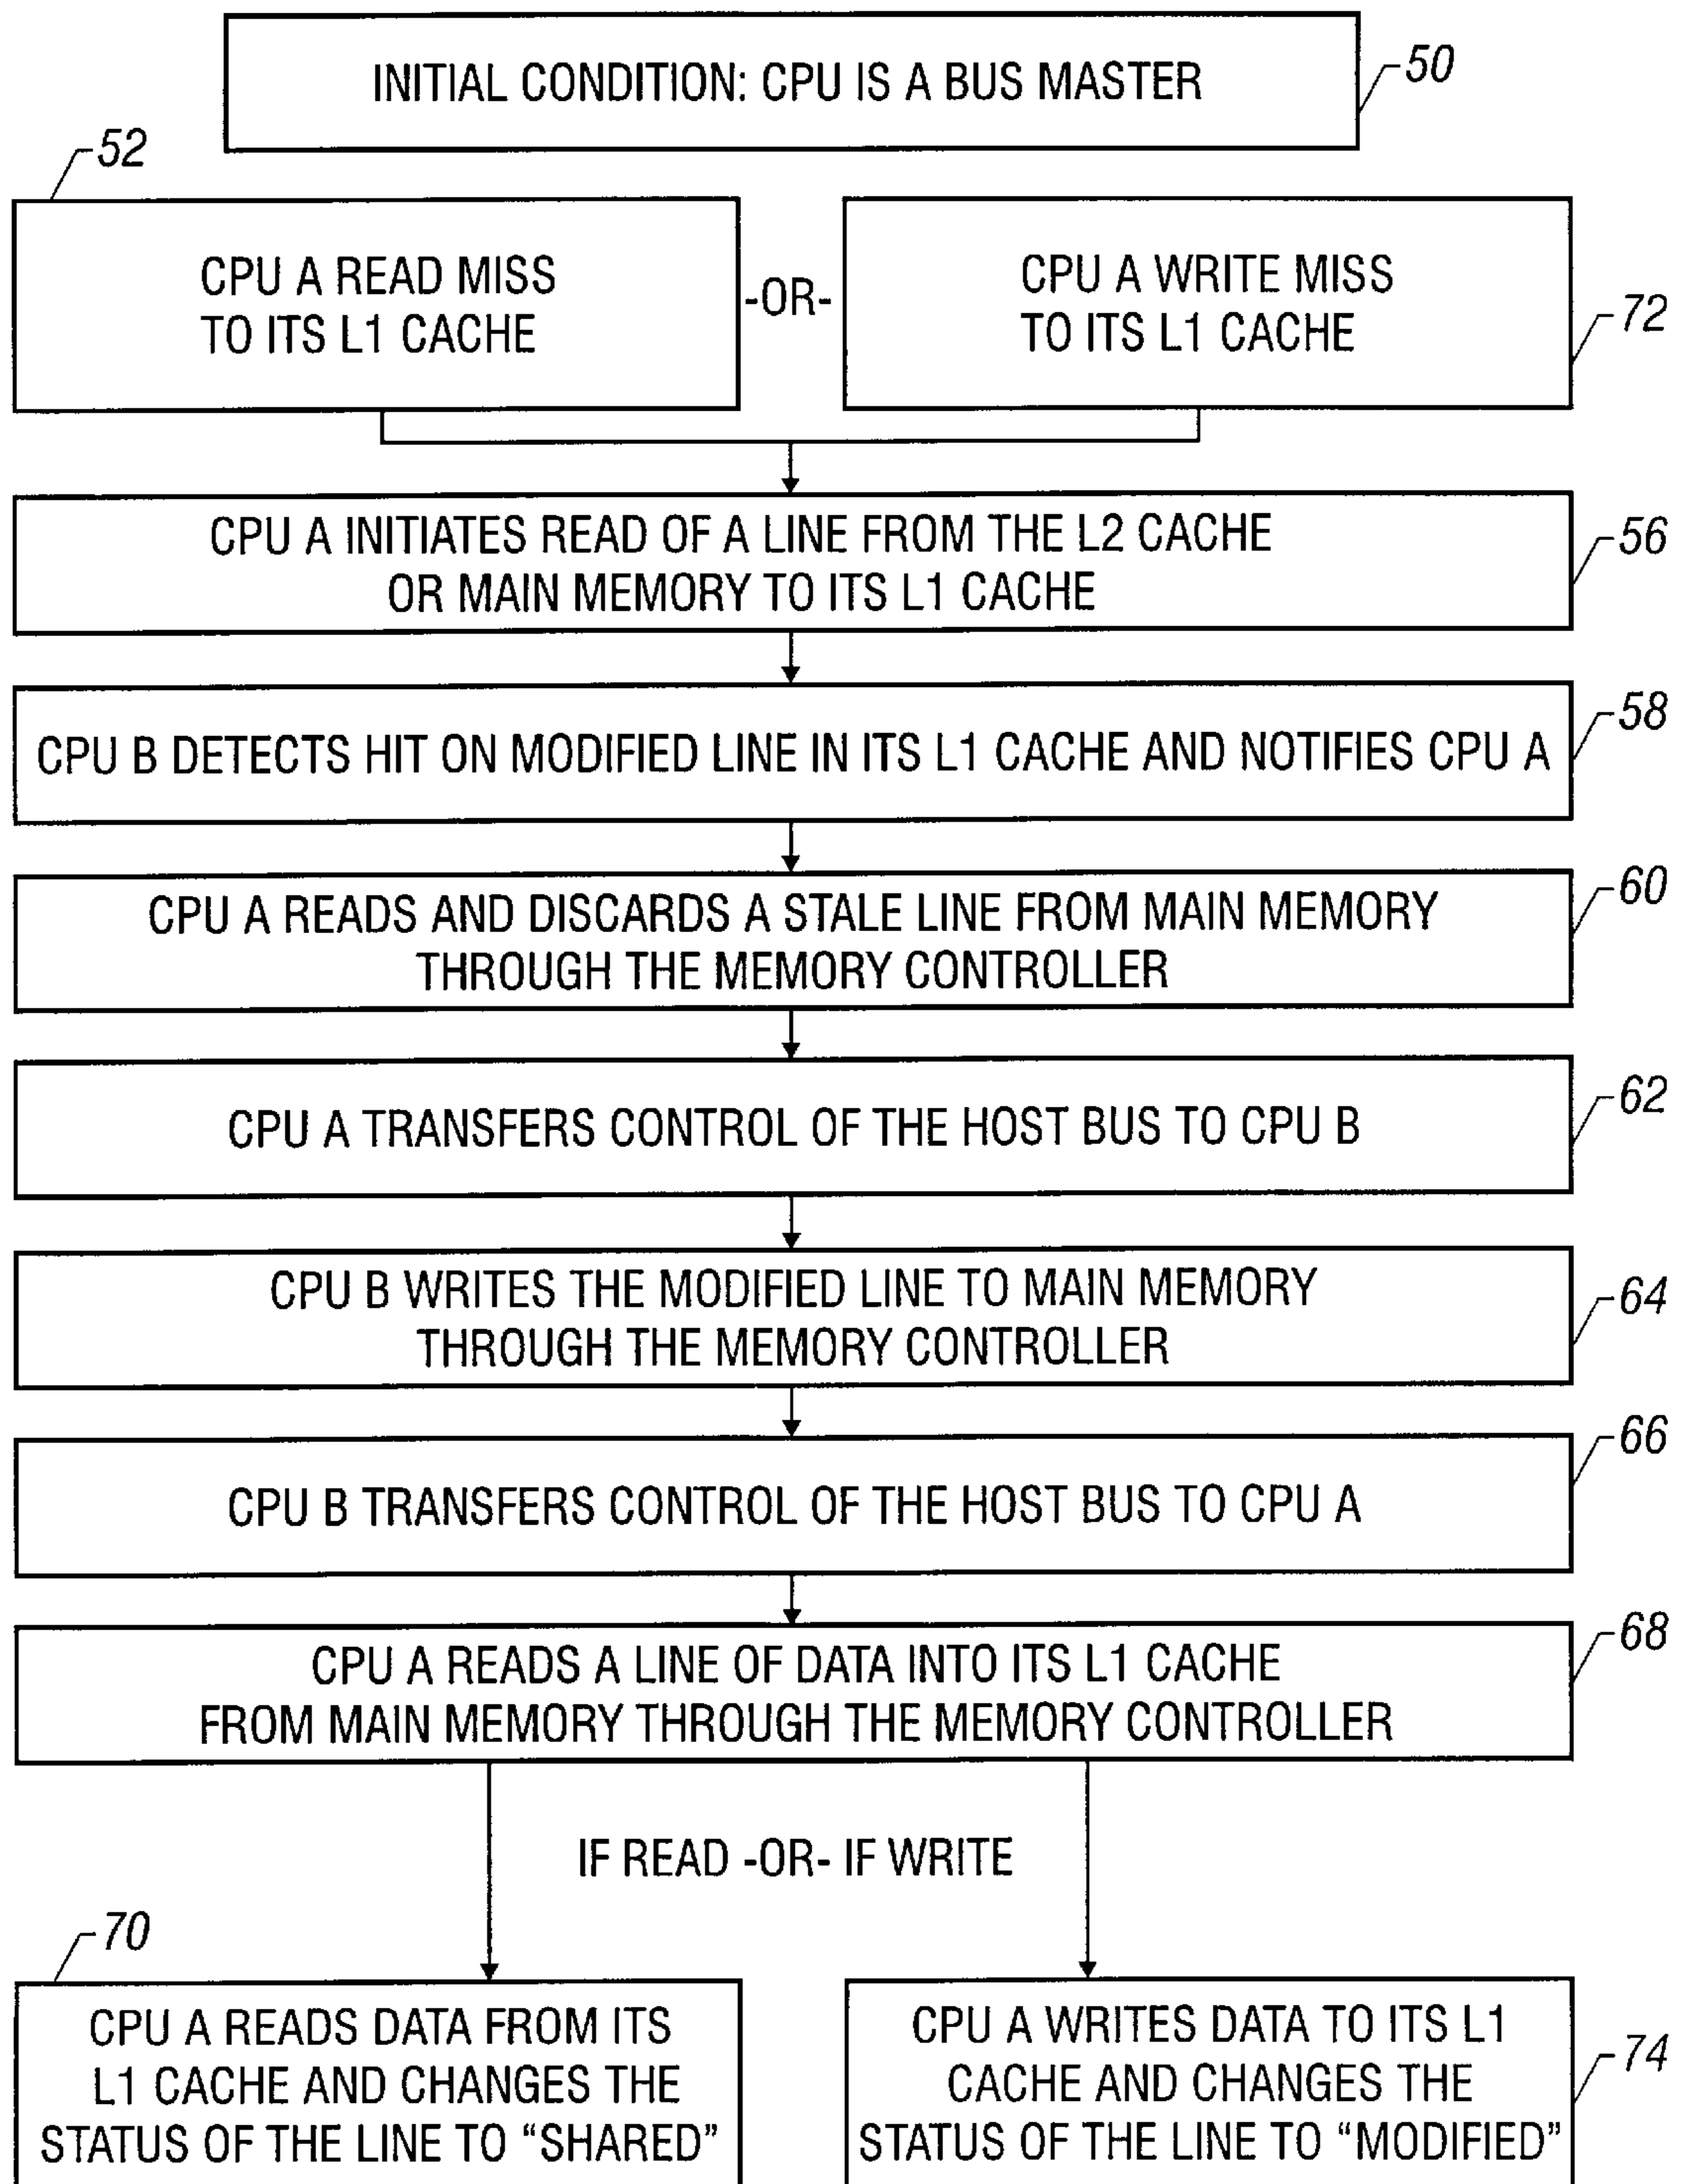 INITIAL CONDITION: CPU IS A BUS MASTER
50
52
CPU A READ MISS
TO ITS L1 CACHE
-OR-
CPU A WRITE MISS
TO ITS L1 CACHE
72
CPU A INITIATES READ OF A LINE FROM THE L2 CACHE
OR MAIN MEMORY TO ITS L1 CACHE
56
CPU B DETECTS HIT ON MODIFIED LINE IN ITS L1 CACHE AND NOTIFIES CPU A
58
CPU A READS AND DISCARDS A STALE LINE FROM MAIN MEMORY
THROUGH THE MEMORY CONTROLLER
60
CPU A TRANSFERS CONTROL OF THE HOST BUS TO CPU B
62
CPU B WRITES THE MODIFIED LINE TO MAIN MEMORY
THROUGH THE MEMORY CONTROLLER
64
CPU B TRANSFERS CONTROL OF THE HOST BUS TO CPU A
66
CPU A READS A LINE OF DATA INTO ITS L1 CACHE
FROM MAIN MEMORY THROUGH THE MEMORY CONTROLLER
68
IF READ -OR- IF WRITE
70
CPU A READS DATA FROM ITS
L1 CACHE AND CHANGES THE
STATUS OF THE LINE TO “SHARED”
CPU A WRITES DATA TO ITS L1
CACHE AND CHANGES THE
STATUS OF THE LINE TO “MODIFIED”
74